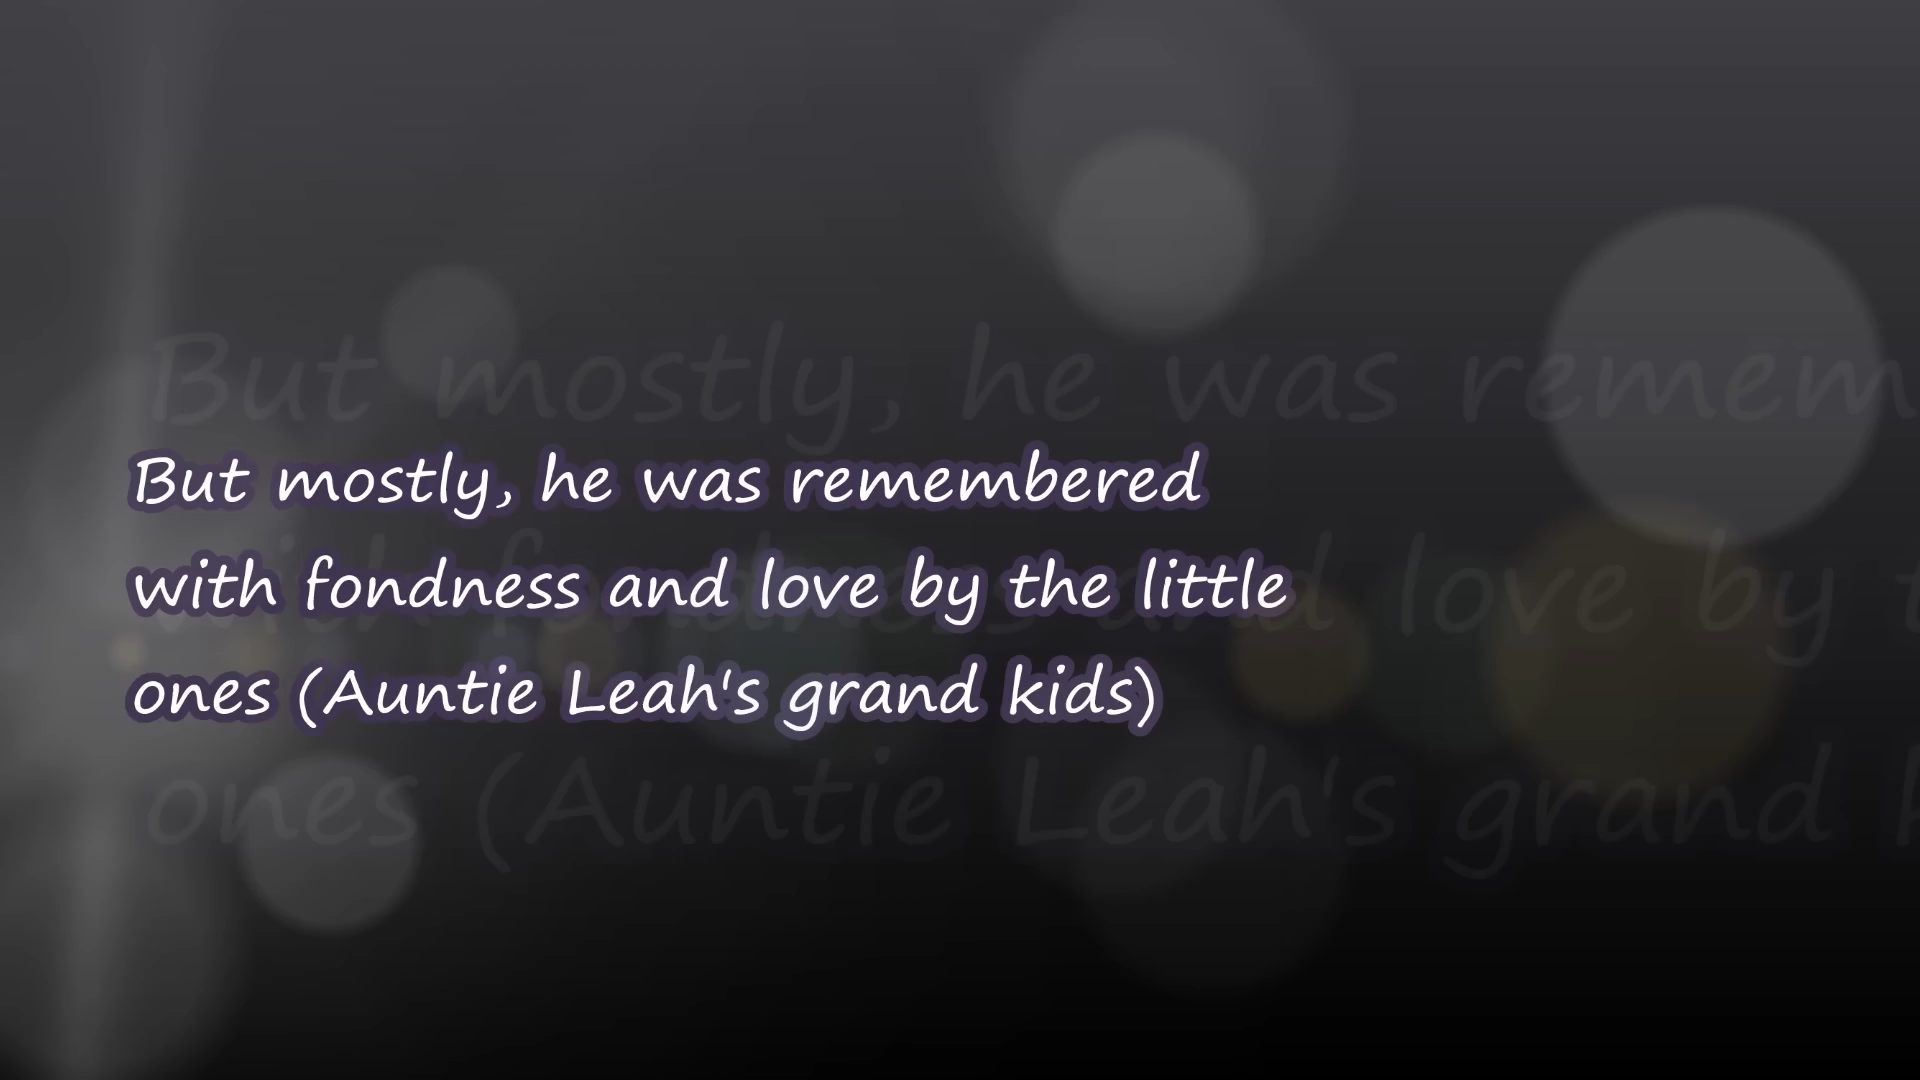 But mostly, he was remembered
with fondness and love by the little
ones (Auntie Leah's grand kids)